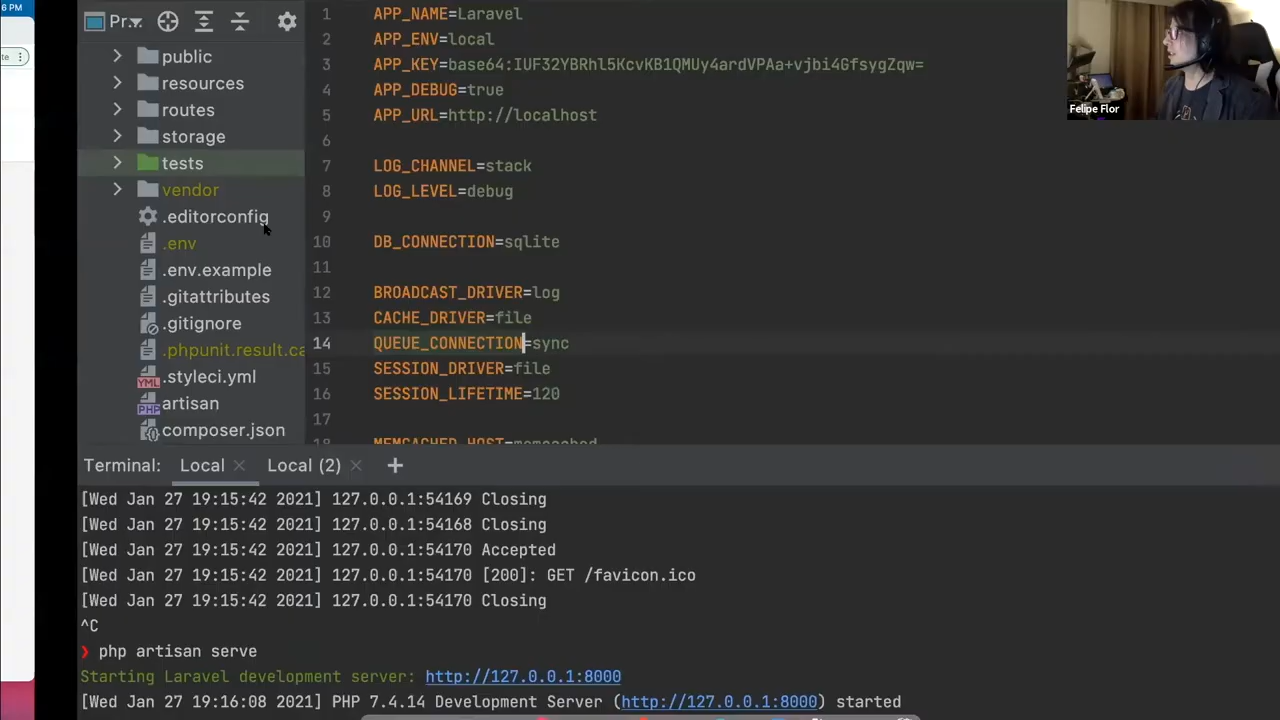 6 PM
te
Pr...
public
resources
routes
storage
tests
vendor
.editorconfig
.env
.env.example
.gitattributes
.gitignore
.phpunit.result.ca
.styleci.yml
artisan
composer.json
1 APP_NAME=Laravel
2 APP_ENV=local
3 APP_KEY=base64:IUF32YBRhl5KcvKB1QMUy4ardVPAa+vjbi4GfsygZqw=
4 APP_DEBUG=true
5 APP_URL=http://localhost
6
7 LOG_CHANNEL=stack
8 LOG_LEVEL=debug
9
10 DB_CONNECTION=sqlite
11
12 BROADCAST_DRIVER=log
13 CACHE_DRIVER=file
14 QUEUE_CONNECTION=sync
15 SESSION_DRIVER=file
16 SESSION_LIFETIME=120
17
18 MEMCACHED_HOST=memcached
Felipe Flor
Terminal: Local Local (2)
[Wed Jan 27 19:15:42 2021] 127.0.0.1:54169 Closing
[Wed Jan 27 19:15:42 2021] 127.0.0.1:54168 Closing
[Wed Jan 27 19:15:42 2021] 127.0.0.1:54170 Accepted
[Wed Jan 27 19:15:42 2021] 127.0.0.1:54170 [200]: GET /favicon.ico
[Wed Jan 27 19:15:42 2021] 127.0.0.1:54170 Closing
^C
❯ php artisan serve
Starting Laravel development server: http://127.0.0.1:8000
[Wed Jan 27 19:16:08 2021] PHP 7.4.14 Development Server (http://127.0.0.1:8000) started